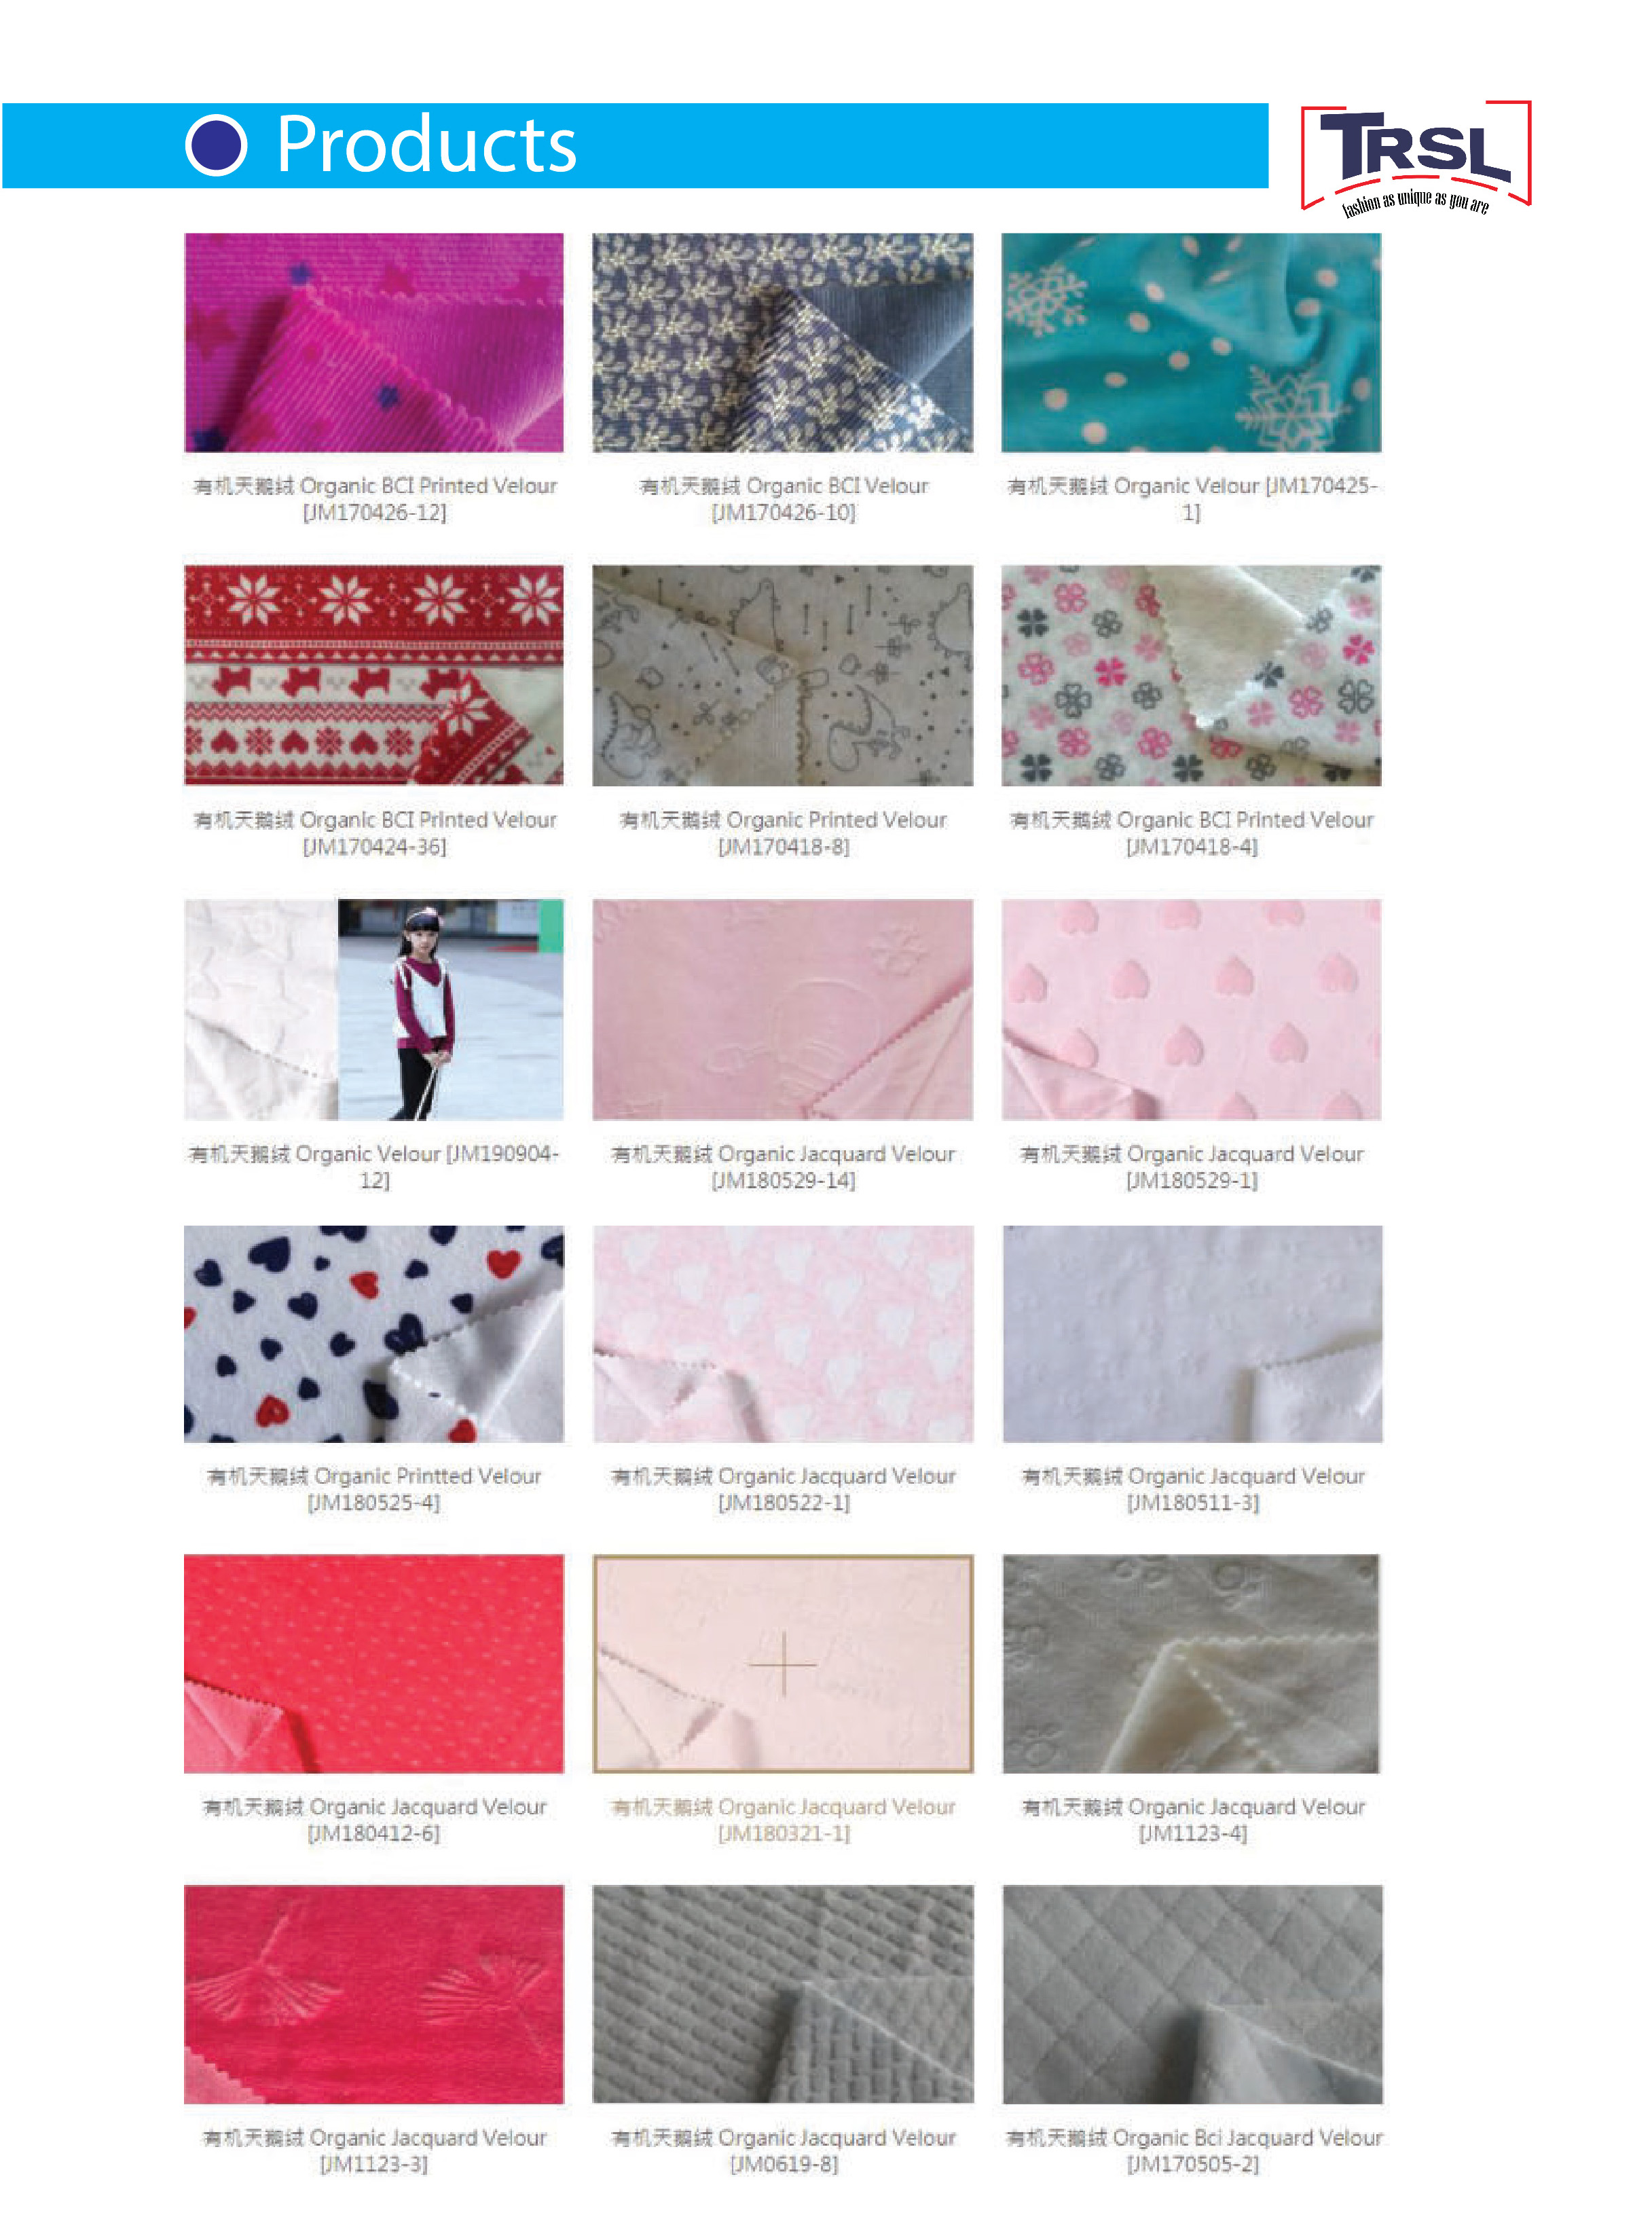 Products
TRSL
fashion as unique as you are
有机天鹅绒 Organic BCI Printed Velour
[JM170426-12]
有机天鹅绒 Organic BCI Velour
[JM170426-10]
有机天鹅绒 Organic Velour [JM170425-
1]
有机天鹅绒 Organic BCI Printed Velour
[JM170424-36]
有机天鹅绒 Organic Printed Velour
[JM170418-8]
有机天鹅绒 Organic BCI Printed Velour
[JM170418-4]
有机天鹅绒 Organic Velour [JM190904-
12]
有机天鹅绒 Organic Jacquard Velour
[JM180529-14]
有机天鹅绒 Organic Jacquard Velour
[JM180529-1]
有机天鹅绒 Organic Printted Velour
[JM180525-4]
有机天鹅绒 Organic Jacquard Velour
[JM180522-1]
有机天鹅绒 Organic Jacquard Velour
[JM180511-3]
有机天鹅绒 Organic Jacquard Velour
[JM180412-6]
有机天鹅绒 Organic Jacquard Velour
[JM180321-1]
有机天鹅绒 Organic Jacquard Velour
[JM1123-4]
有机天鹅绒 Organic Jacquard Velour
[JM1123-3]
有机天鹅绒 Organic Jacquard Velour
[JM0619-8]
有机天鹅绒 Organic Bci Jacquard Velour
[JM170505-2]